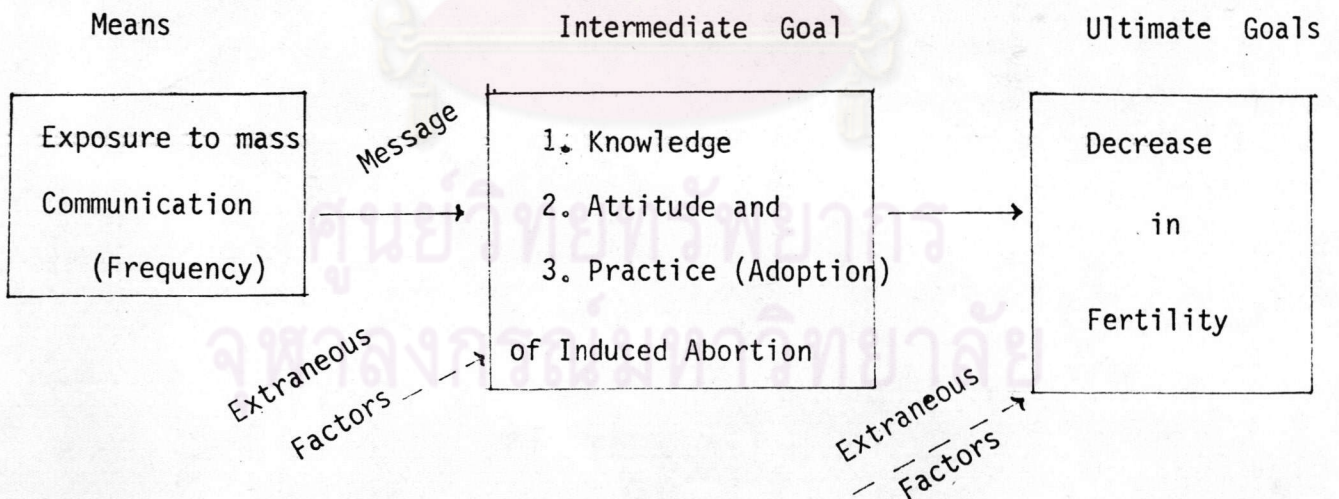 Means
Intermediate Goal
Ultimate Goals
Exposure to mass
Communication
(Frequency)
Message
1. Knowledge
2. Attitude and
3. Practice (Adoption)
of Induced Abortion
Decrease
in
Fertility
Extraneous
Factors
Extraneous
Factors
ศูนย์วิทยทรัพยากร
จุฬาลงกรณ์มหาวิทยาลัย